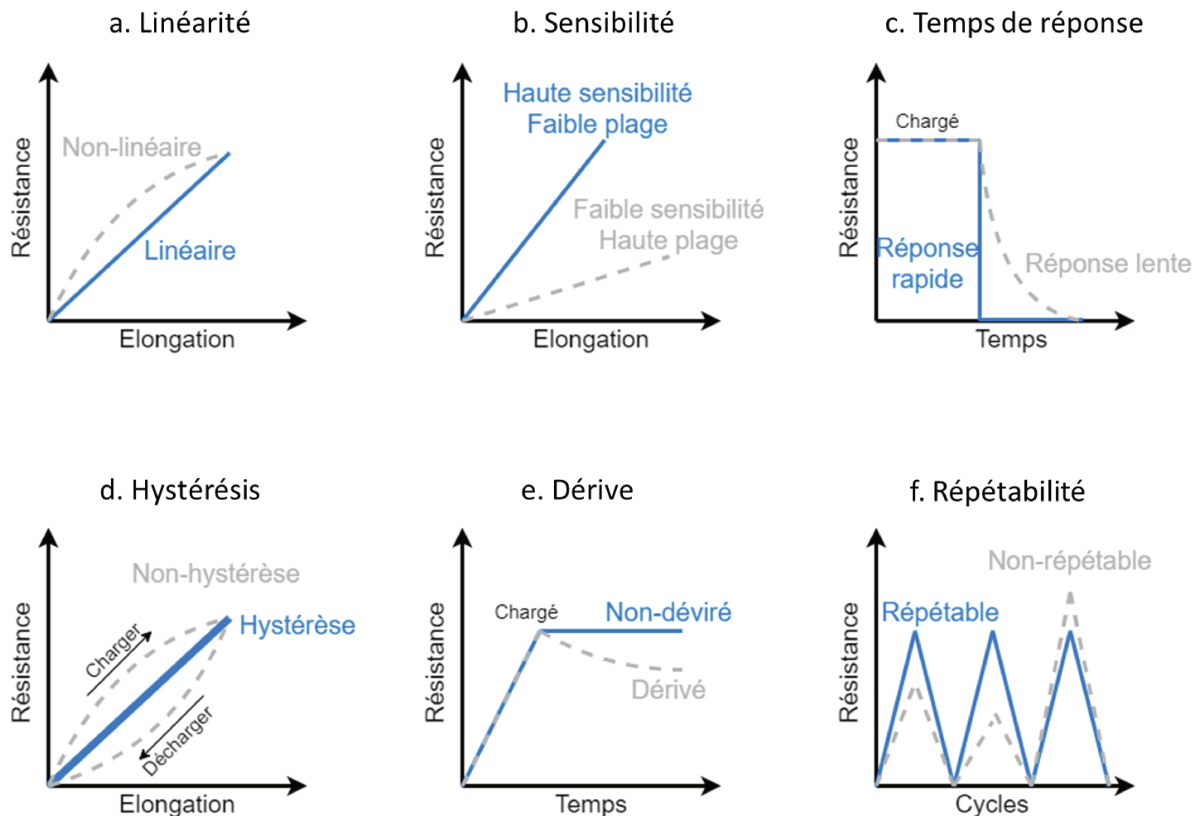 a. Linéarité
Résistance
Non-linéaire
Linéaire
Elongation
b. Sensibilité
Résistance
Haute sensibilité
Faible plage
Faible sensibilité
Haute plage
Elongation
c. Temps de réponse
Résistance
Chargé
Réponse
rapide
Réponse lente
Temps
d. Hystérésis
Résistance
Non-hystérèse
Hystérèse
Charger
Décharger
Elongation
e. Dérive
Résistance
Chargé
Non-déviré
Dérivé
Temps
f. Répétabilité
Résistance
Non-répétable
Répétable
Cycles